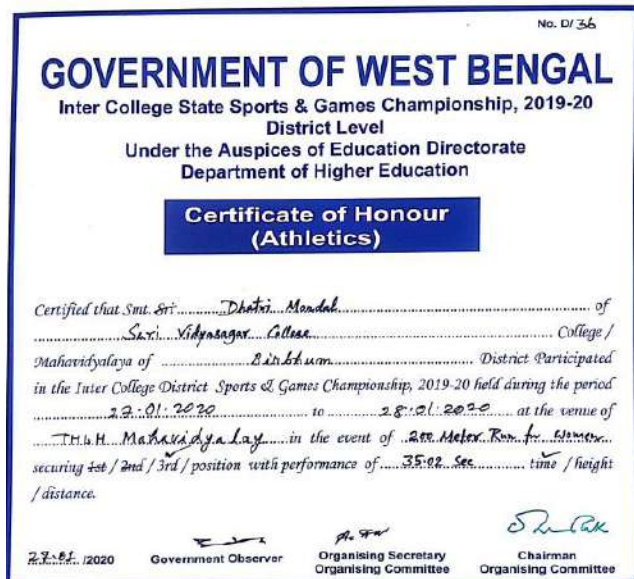 No. D/36
GOVERNMENT OF WEST BENGAL
Inter College State Sports & Games Championship, 2019-20
District Level
Under the Auspices of Education Directorate
Department of Higher Education
Certificate of Honour
(Athletics)
Certified that Smt. Sri Dhatri Mondal of
Suri Vidyasagar College College /
Mahavidyalaya of Birbhum District Participated
in the Inter College District Sports & Games Championship, 2019-20 held during the period
27.01.2020 to 28.01.2020 at the venue of
THLH Mahavidyalay in the event of 200 Meter Run for Women
securing 1st / 2nd / 3rd / position with performance of 35.02 Sec time / height
/ distance.
/2020 Government Observer Organising Secretary Chairman
Organising Committee Organising Committee